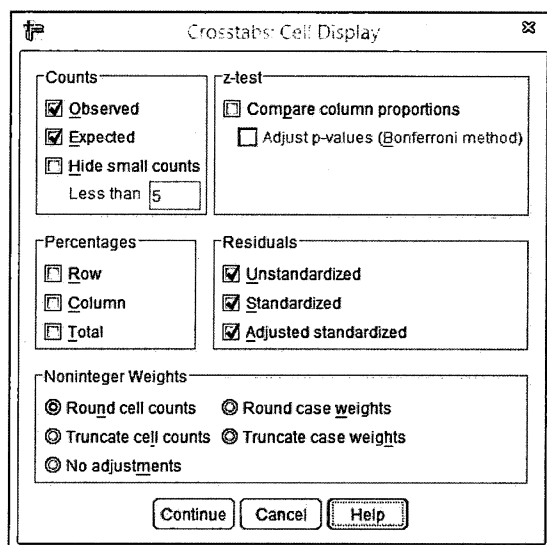 Crosstabs: Cell Display
Counts
Observed
Expected
Hide small counts
Less than 5
z-test
Compare column proportions
Adjust p-values (Bonferroni method)
Percentages
Row
Column
Total
Residuals
Unstandardized
Standardized
Adjusted standardized
Noninteger Weights
Round cell counts
Round case weights
Truncate cell counts
Truncate case weights
No adjustments
Continue
Cancel
Help